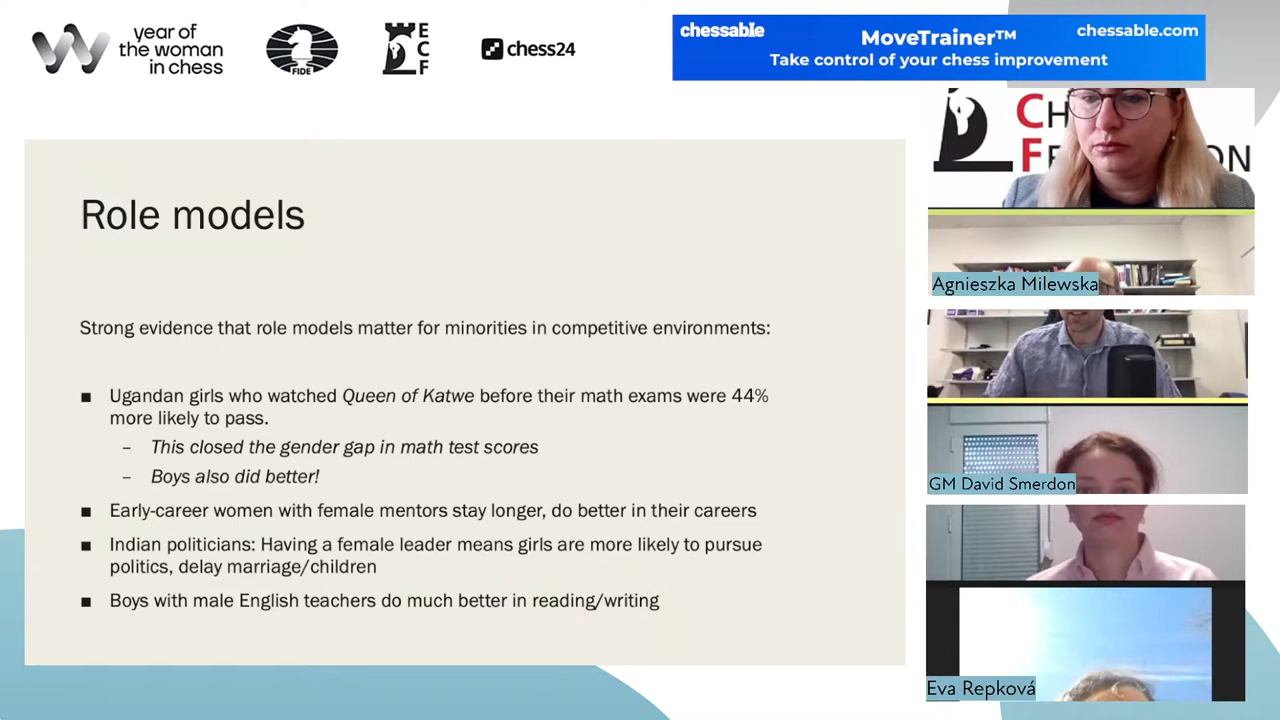 year of
the woman
in chess
FIDE
E
C
F
chess24
chessable
MoveTrainer™
chessable.com
Take control of your chess improvement
Role models
Strong evidence that role models matter for minorities in competitive environments:
■ Ugandan girls who watched Queen of Katwe before their math exams were 44%
more likely to pass.
– This closed the gender gap in math test scores
– Boys also did better!
■ Early-career women with female mentors stay longer, do better in their careers
■ Indian politicians: Having a female leader means girls are more likely to pursue
politics, delay marriage/children
■ Boys with male English teachers do much better in reading/writing
Agnieszka Milewska
GM David Smerdon
Eva Repková